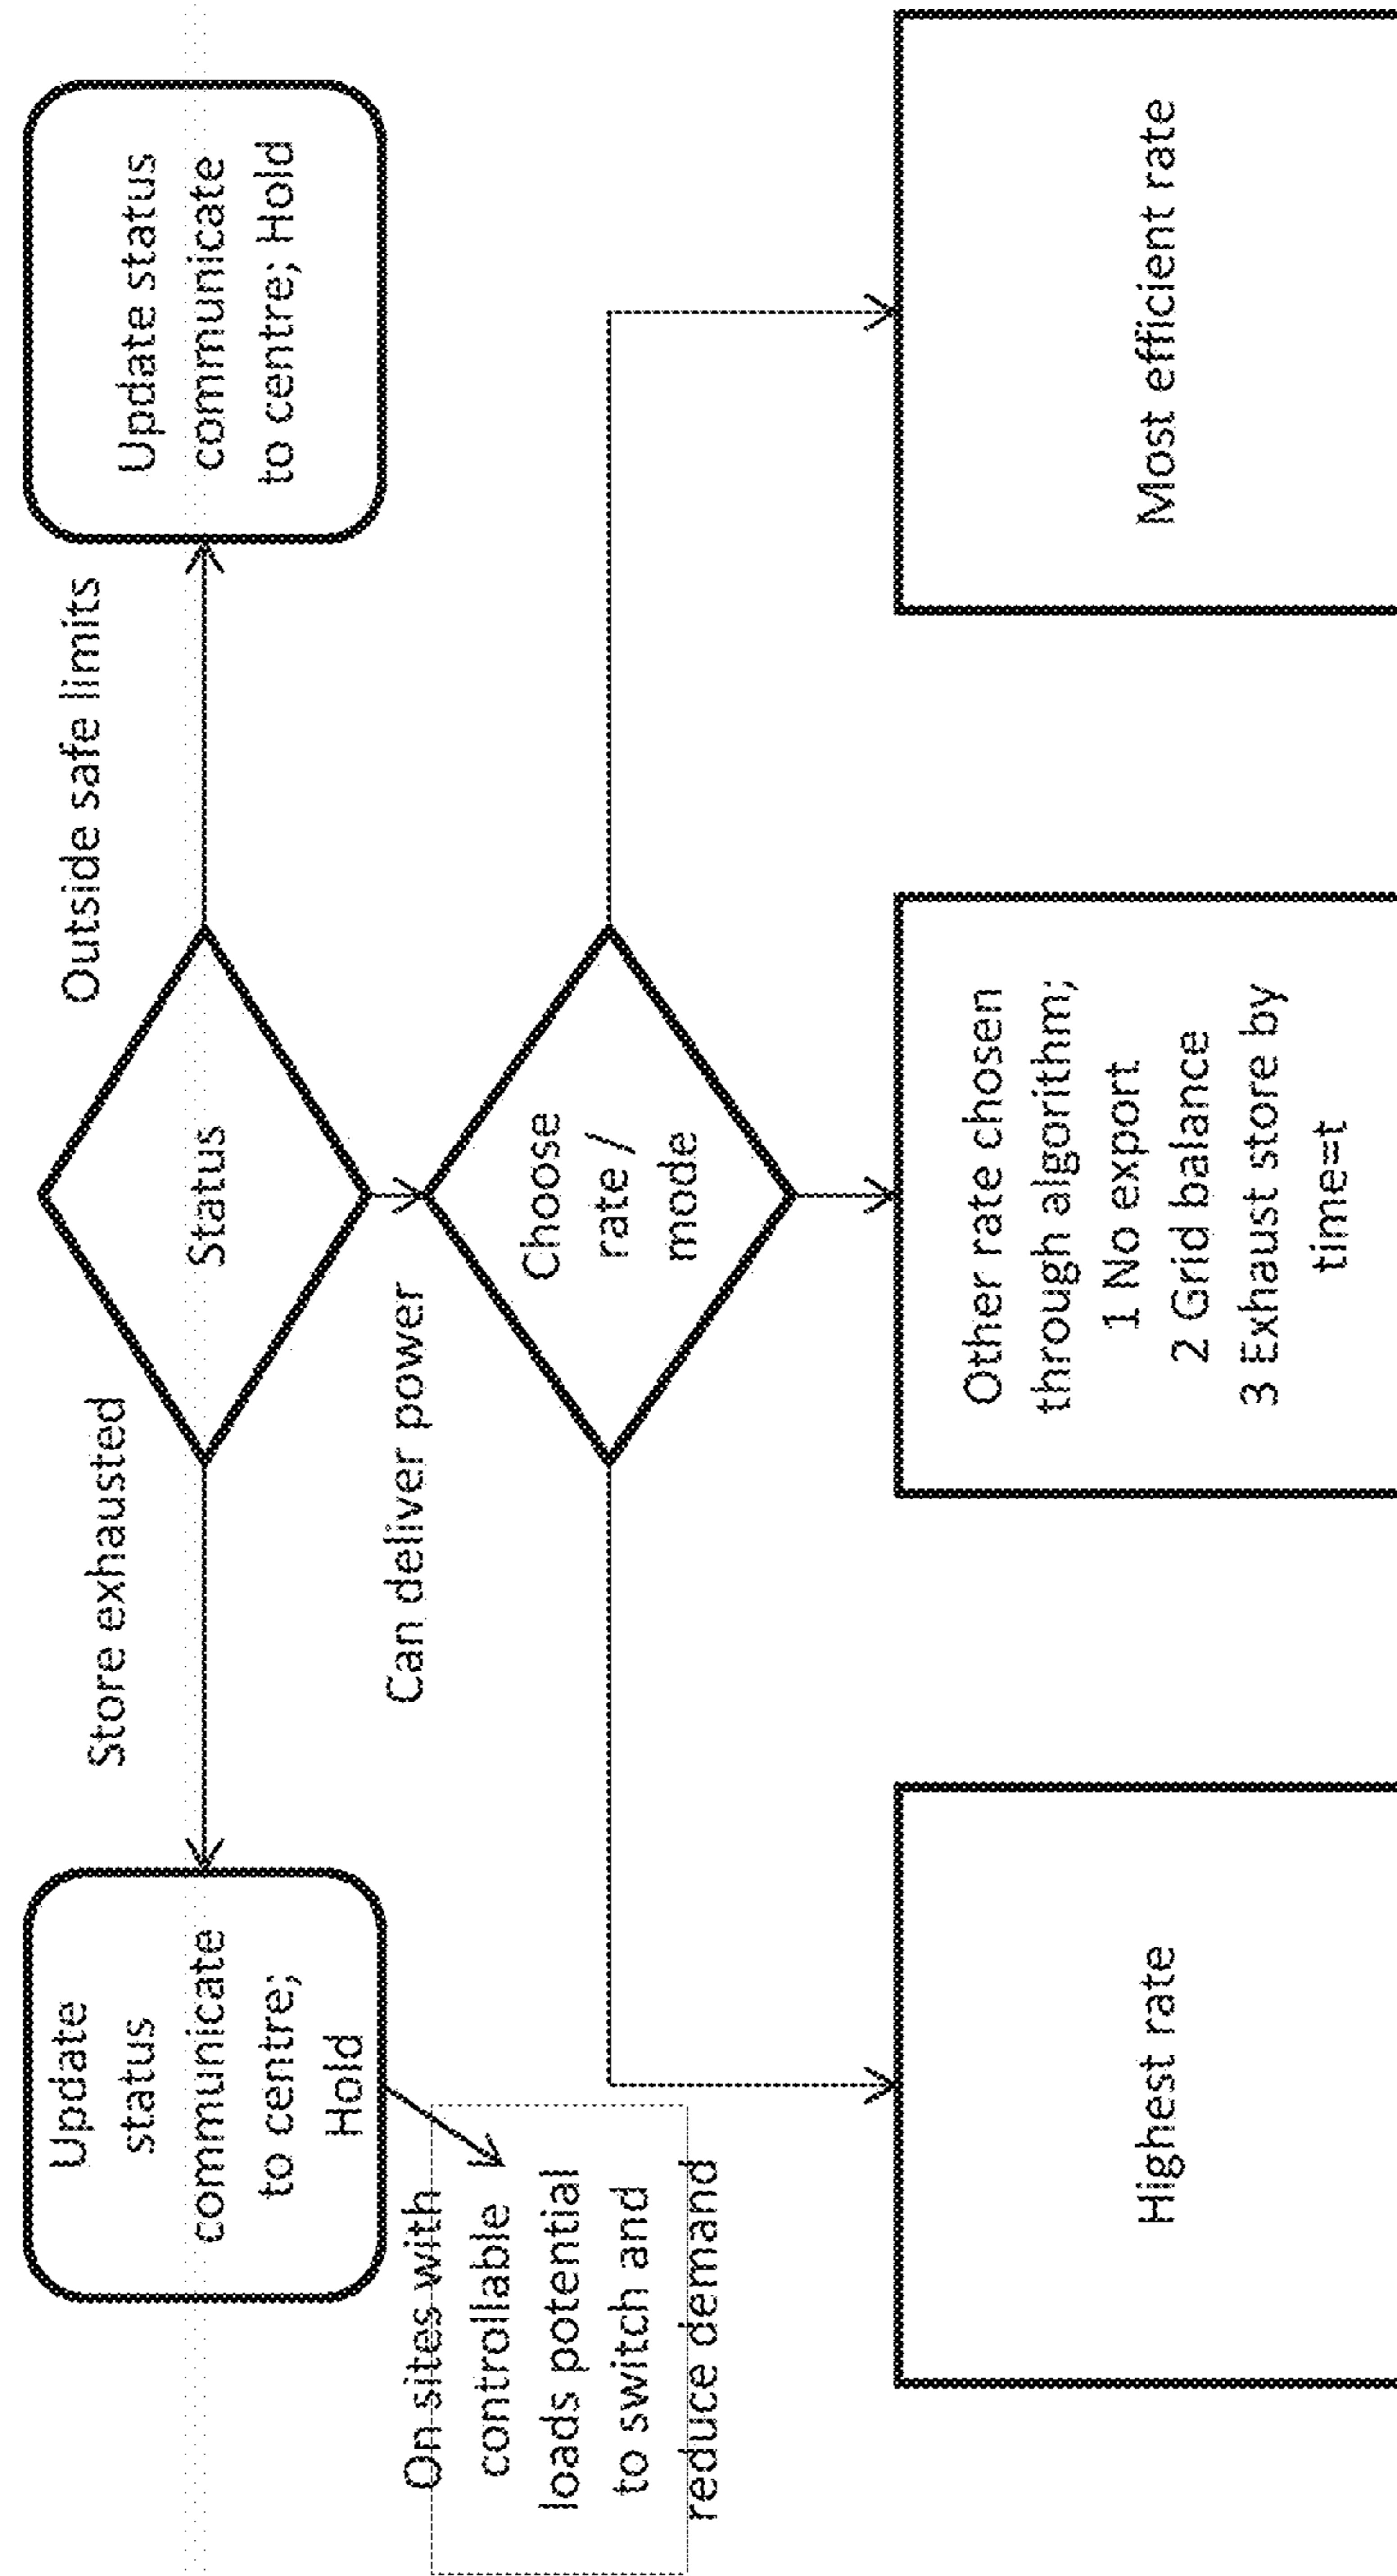 Update
status
communicate
to centre;
Hold
Store exhausted
Status
Outside safe limits
Update status
communicate
to centre; Hold
On sites with
controllable
loads potential
to switch and
reduce demand
Can deliver power
Choose
rate /
mode
Highest rate
Other rate chosen
through algorithm;
1 No export
2 Grid balance
3 Exhaust store by
time=t
Most efficient rate